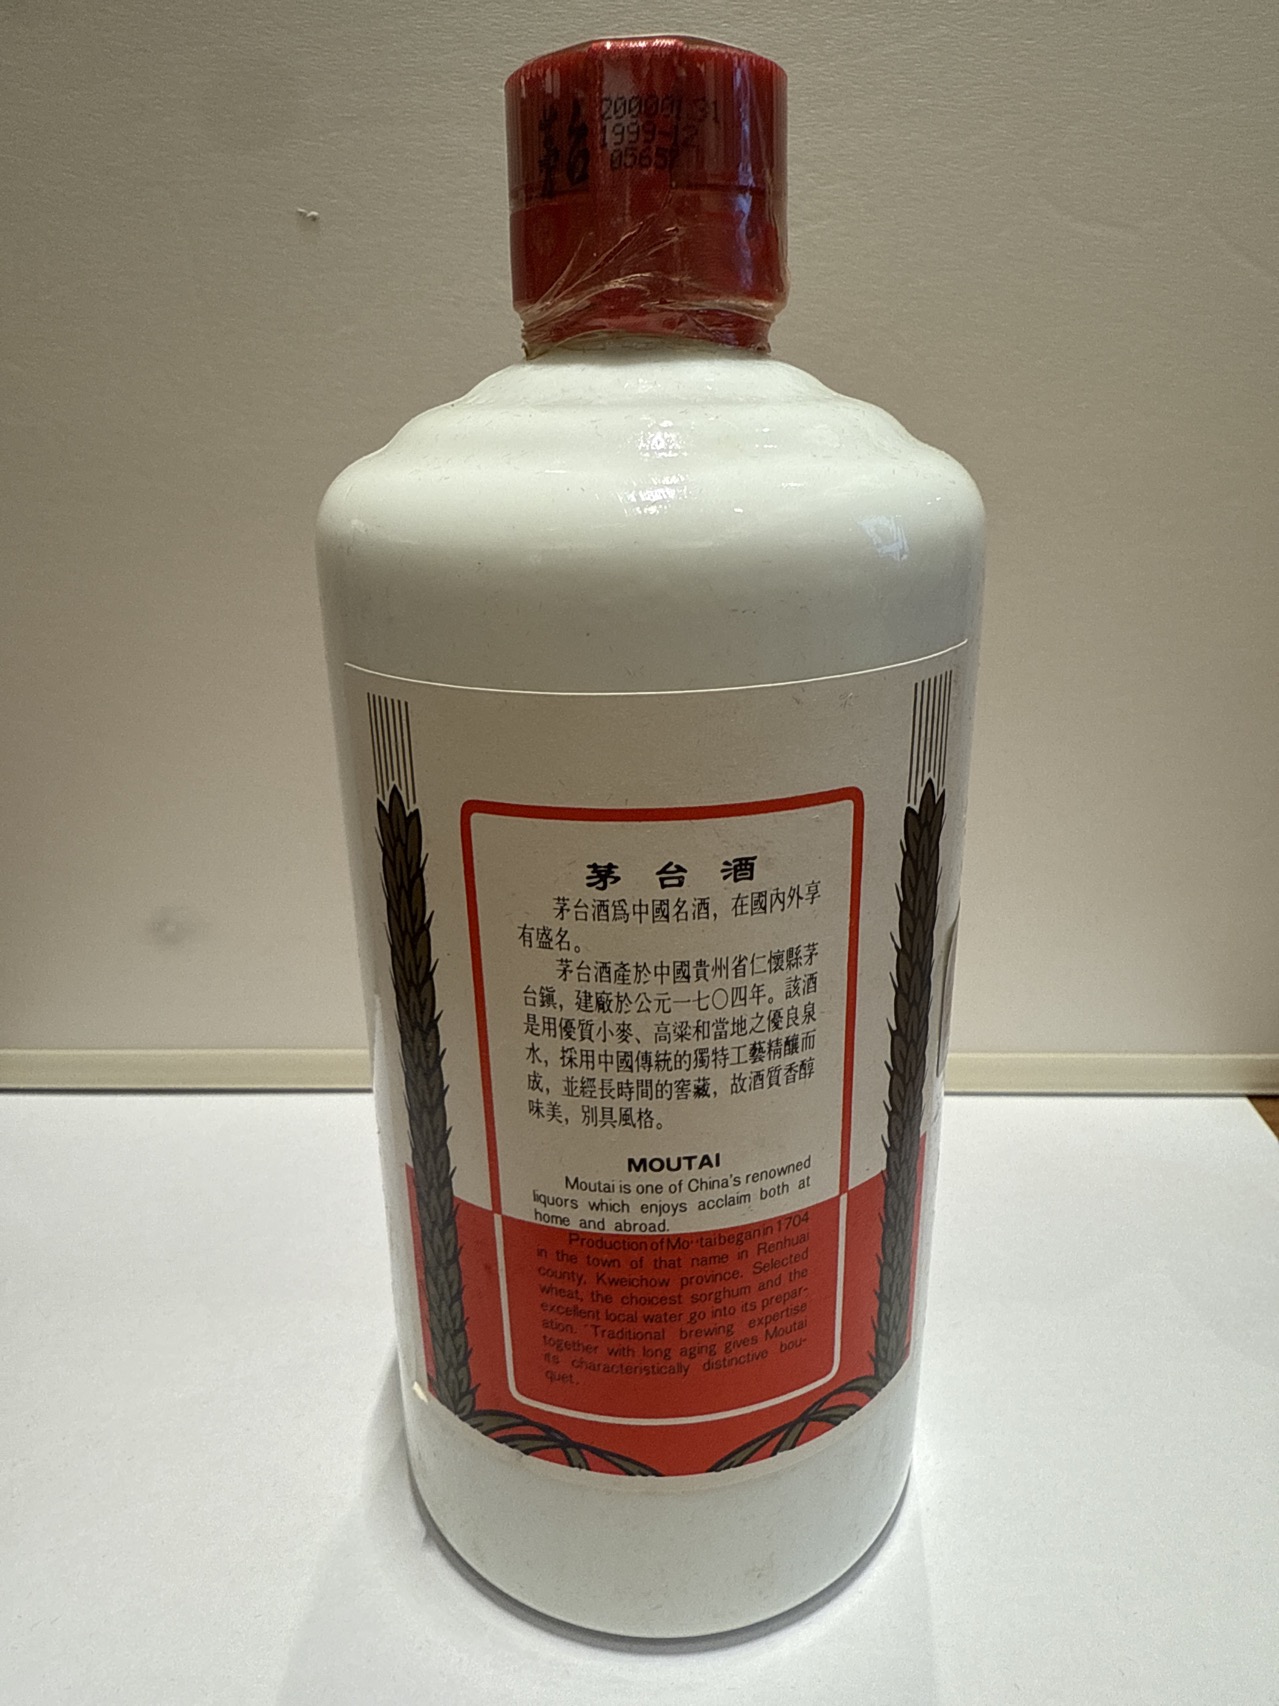 茅台
20000131
1999-12
0565
茅台酒
茅台酒爲中國名酒，在國內外享
有盛名。
茅台酒產於中國貴州省仁懷縣茅
台鎭，建廠於公元一七〇四年。該酒
是用優質小麥、高粱和當地之優良泉
水，採用中國傳統的獨特工藝精釀而
成，並經長時間的窖藏，故酒質香醇
味美，別具風格。
MOUTAI
Moutai is one of China's renowned
liquors which enjoys acclaim both at
home and abroad.
Production of Mo··tai began in 1704
in the town of that name in Renhuai
county, Kweichow province. Selected
wheat, the choicest sorghum and the
excellent local water go into its prepar-
ation. Traditional brewing expertise
together with long aging gives Moutai
its characteristically distinctive bou-
quet.